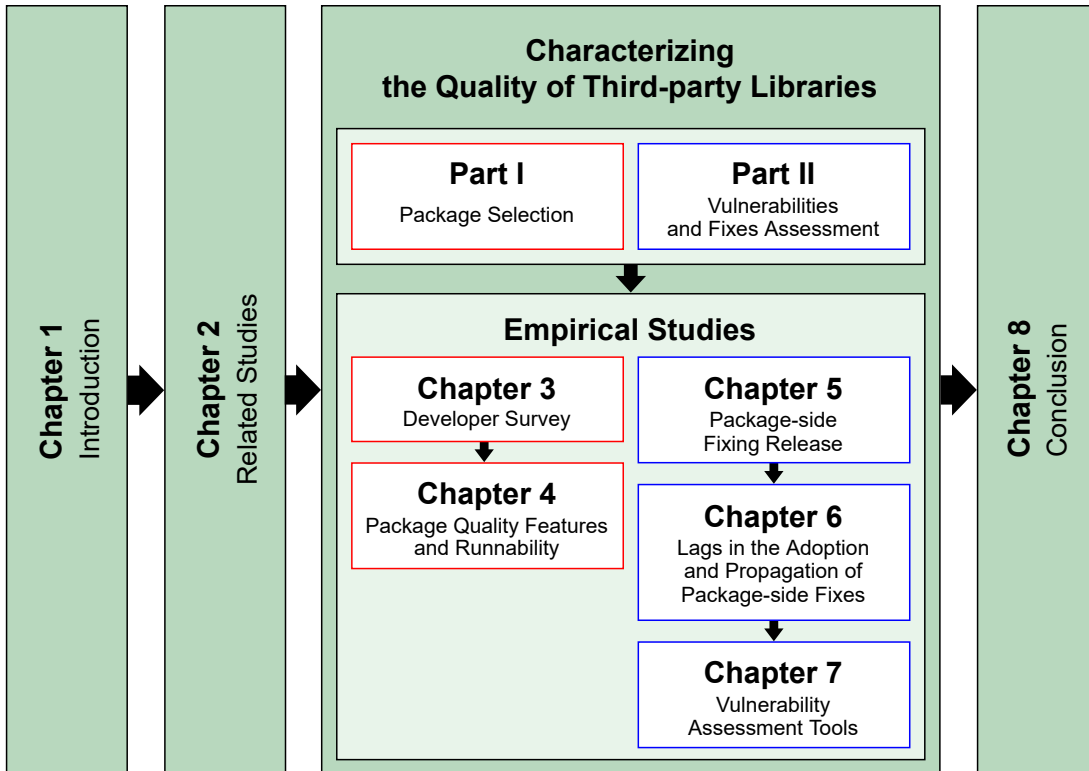 Chapter 1
Introduction
Chapter 2
Related Studies
Characterizing
the Quality of Third-party Libraries
Part I
Package Selection
Part II
Vulnerabilities
and Fixes Assessment
Empirical Studies
Chapter 3
Developer Survey
Chapter 4
Package Quality Features
and Runnability
Chapter 5
Package-side
Fixing Release
Chapter 6
Lags in the Adoption
and Propagation of
Package-side Fixes
Chapter 7
Vulnerability
Assessment Tools
Chapter 8
Conclusion